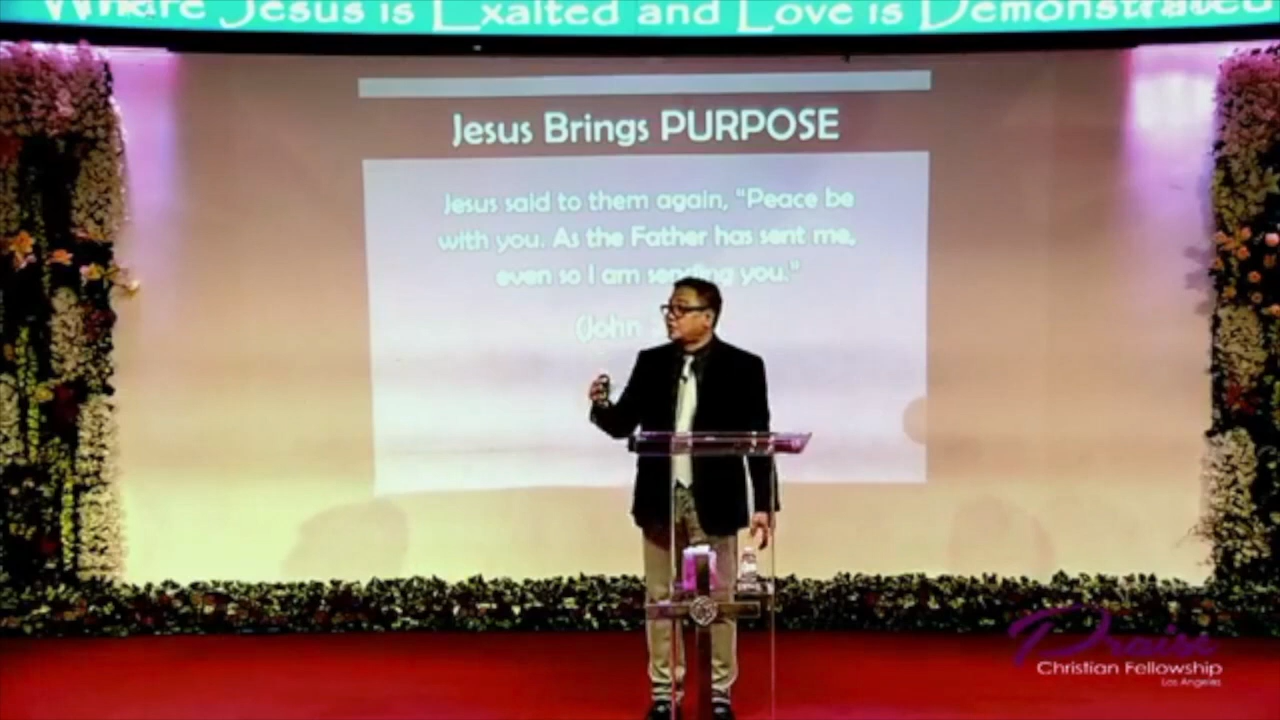 Where Jesus is Exalted and Love is Demonstrated
Jesus Brings PURPOSE
Jesus said to them again, "Peace be
with you. As the Father has sent me,
even so I am sending you."
(John
Praise
Christian Fellowship
Los Angeles